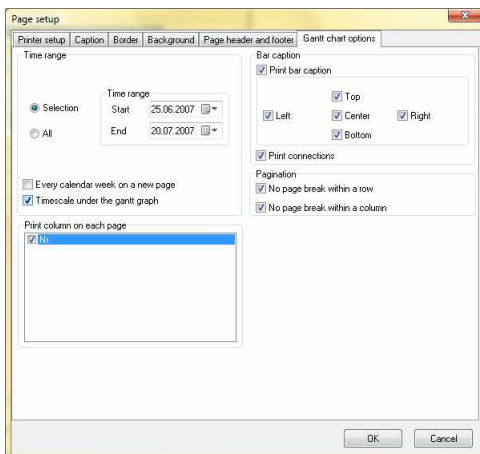 Page setup
Printer setup Caption Border Background Page header and footer Gantt chart options
Time range
Selection
All
Time range
Start 25.06.2007
End 20.07.2007
Every calendar week on a new page
Timescale under the gantt graph
Print column on each page
Nr.
Bar caption
Print bar caption
Top
Left Center Right
Bottom
Print connections
Pagination
No page break within a row
No page break within a column
OK Cancel